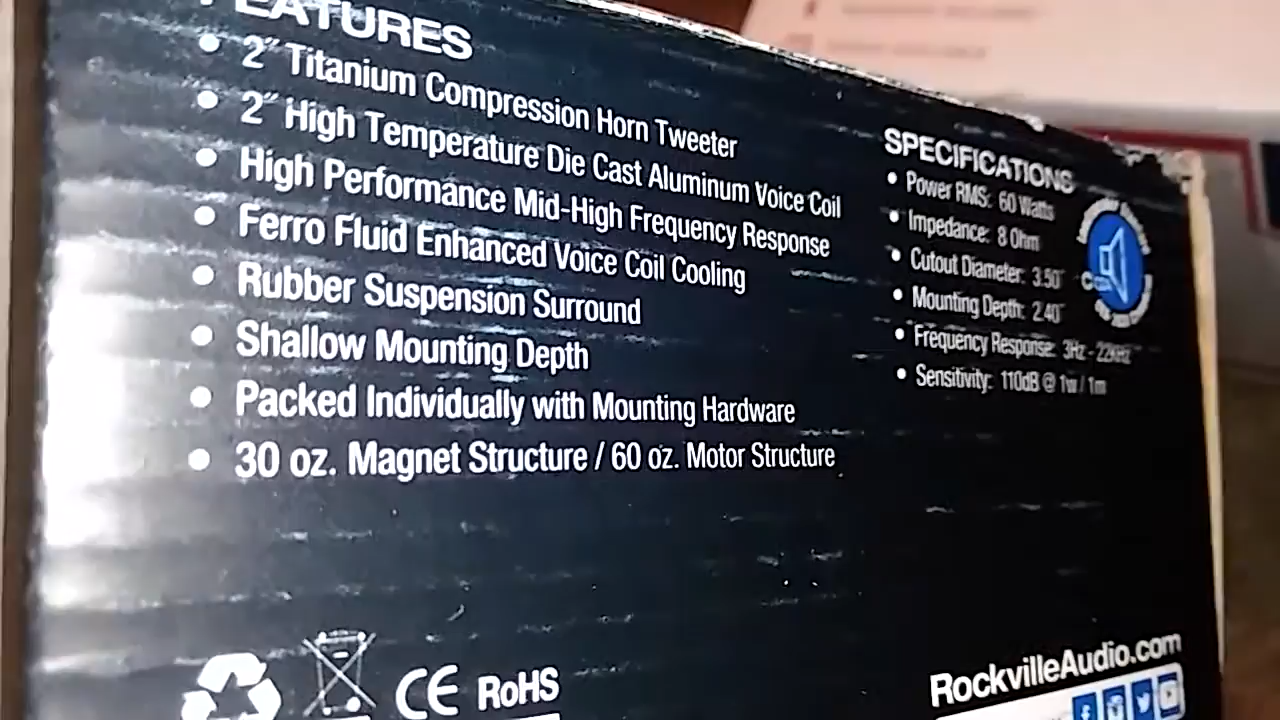 FEATURES
• 2″ Titanium Compression Horn Tweeter
• 2″ High Temperature Die Cast Aluminum Voice Coil
• High Performance Mid-High Frequency Response
• Ferro Fluid Enhanced Voice Coil Cooling
• Rubber Suspension Surround
• Shallow Mounting Depth
• Packed Individually with Mounting Hardware
• 30 oz. Magnet Structure / 60 oz. Motor Structure
SPECIFICATIONS
• Power RMS: 60 Watts
• Impedance: 8 Ohm
• Cutout Diameter: 3.50″
• Mounting Depth: 2.40″
• Frequency Response: 3Hz - 22kHz
• Sensitivity: 110dB @ 1w / 1m
CE RoHS
RockvilleAudio.com